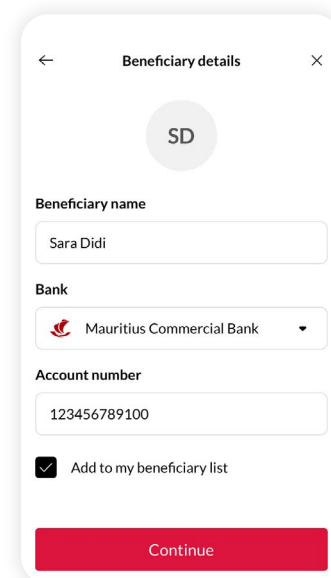 Beneficiary details
SD
Beneficiary name
Sara Didi
Bank
Mauritius Commercial Bank
Account number
123456789100
Add to my beneficiary list
Continue